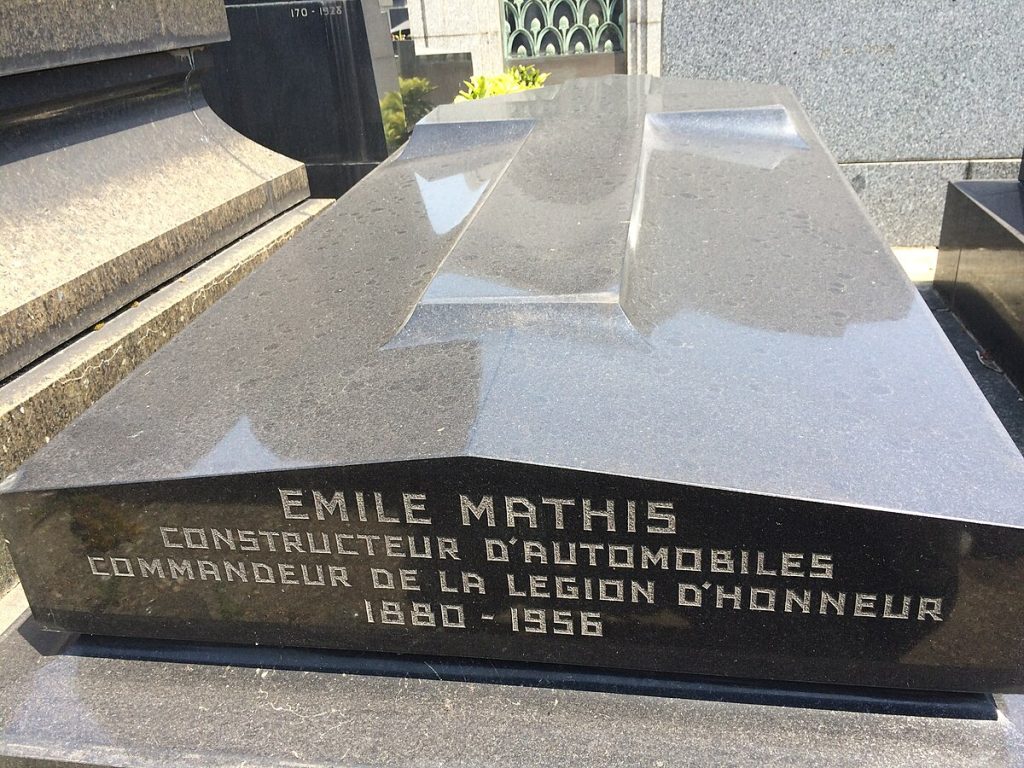 170 - 1928
EMILE MATHIS
CONSTRUCTEUR D'AUTOMOBILES
COMMANDEUR DE LA LEGION D'HONNEUR
1880 - 1956